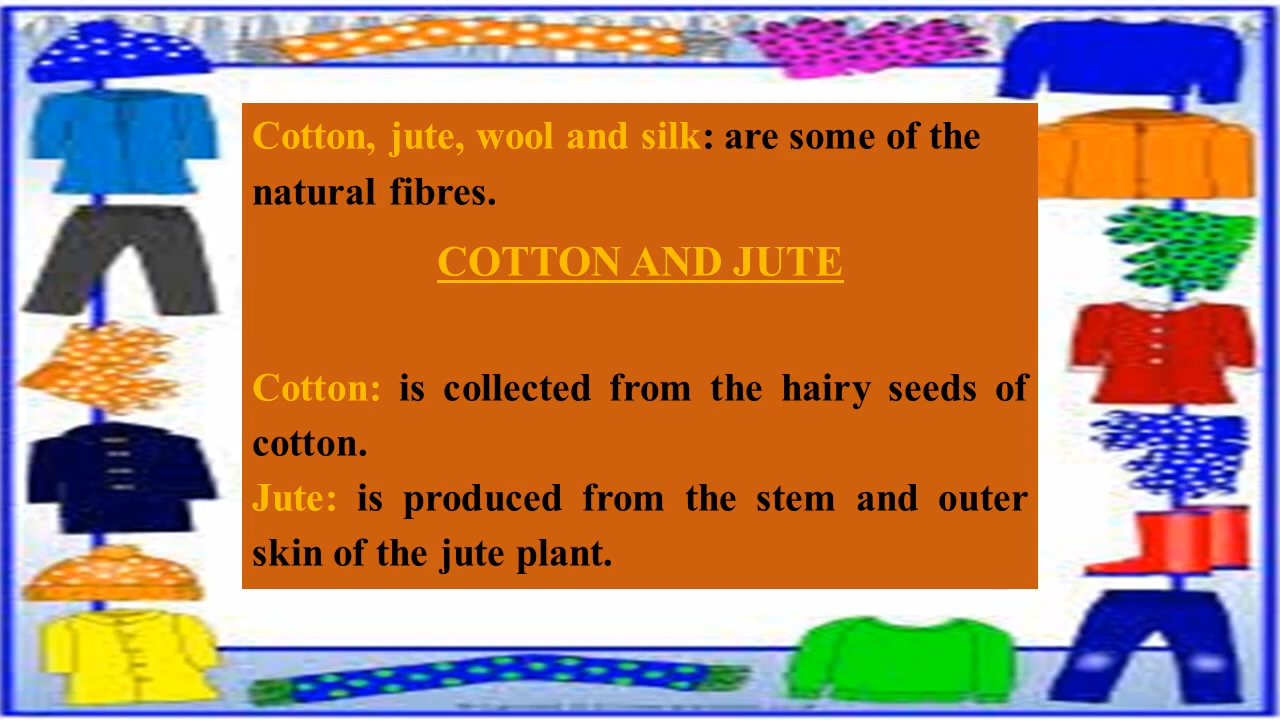 Cotton, jute, wool and silk: are some of the
natural fibres.
COTTON AND JUTE
Cotton: is collected from the hairy seeds of
cotton.
Jute: is produced from the stem and outer
skin of the jute plant.